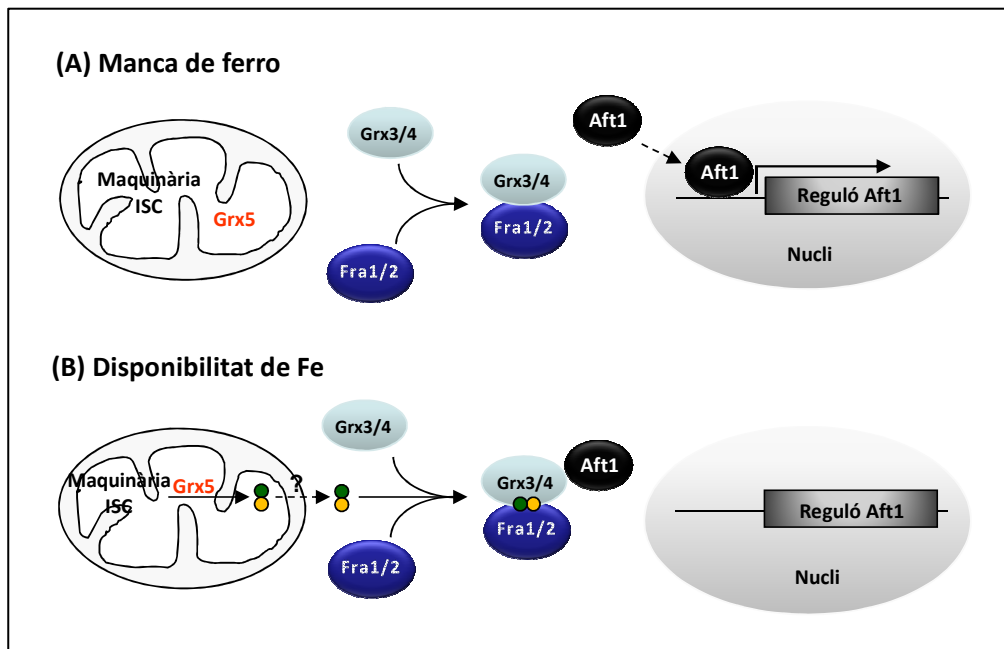 (A) Manca de ferro
Grx3/4
Aft1
Maquinària
ISC
Grx5
Grx3/4
Fra1/2
Fra1/2
Aft1
Reguló Aft1
Nucli
(B) Disponibilitat de Fe
Grx3/4
Maquinària
ISC
Grx5
?
Fra1/2
Grx3/4
Fra1/2
Aft1
Reguló Aft1
Nucli